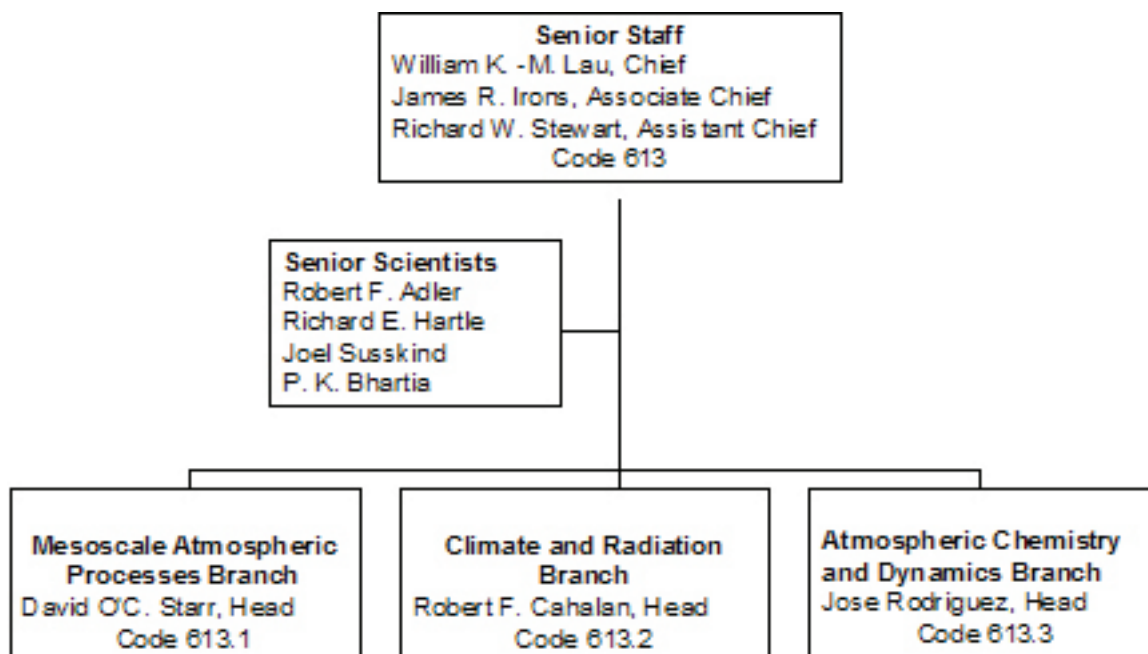 Senior Staff
William K. -M. Lau, Chief
James R. Irons, Associate Chief
Richard W. Stewart, Assistant Chief
Code 613
Senior Scientists
Robert F. Adler
Richard E. Hartle
Joel Susskind
P. K. Bhartia
Mesoscale Atmospheric
Processes Branch
David O'C. Starr, Head
Code 613.1
Climate and Radiation
Branch
Robert F. Cahalan, Head
Code 613.2
Atmospheric Chemistry
and Dynamics Branch
Jose Rodriguez, Head
Code 613.3